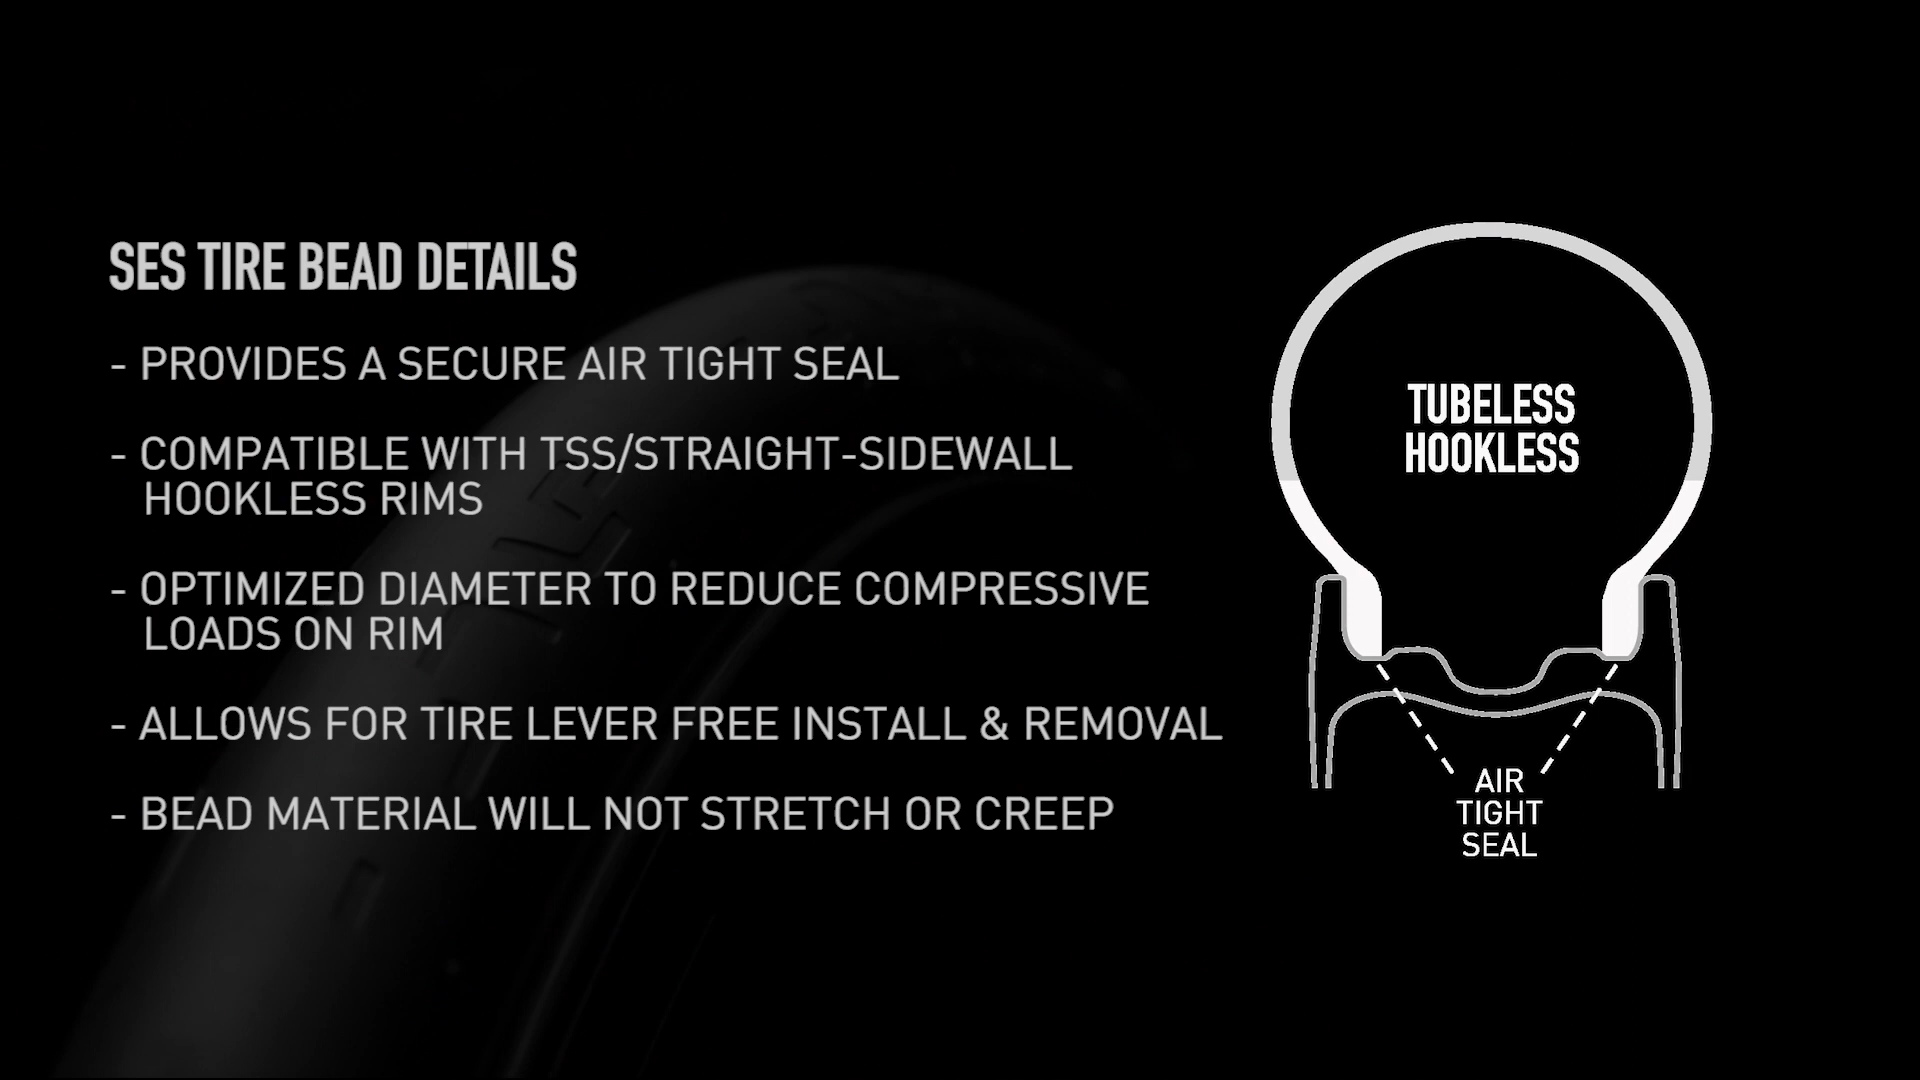 SES TIRE BEAD DETAILS
- PROVIDES A SECURE AIR TIGHT SEAL
- COMPATIBLE WITH TSS/STRAIGHT-SIDEWALL
HOOKLESS RIMS
- OPTIMIZED DIAMETER TO REDUCE COMPRESSIVE
LOADS ON RIM
- ALLOWS FOR TIRE LEVER FREE INSTALL & REMOVAL
- BEAD MATERIAL WILL NOT STRETCH OR CREEP
TUBELESS
HOOKLESS
AIR
TIGHT
SEAL